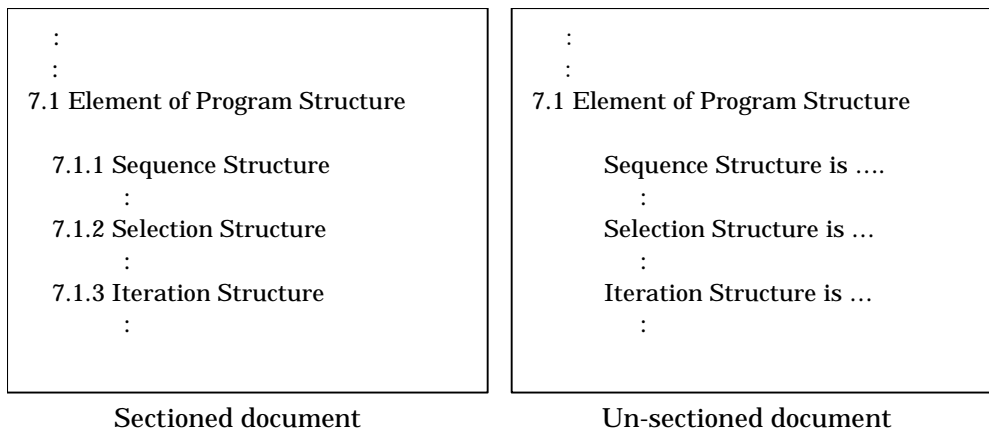 :
:
7.1 Element of Program Structure
7.1.1 Sequence Structure
:
7.1.2 Selection Structure
:
7.1.3 Iteration Structure
:
Sectioned document
:
:
7.1 Element of Program Structure
Sequence Structure is ....
:
Selection Structure is ...
:
Iteration Structure is ...
:
Un-sectioned document